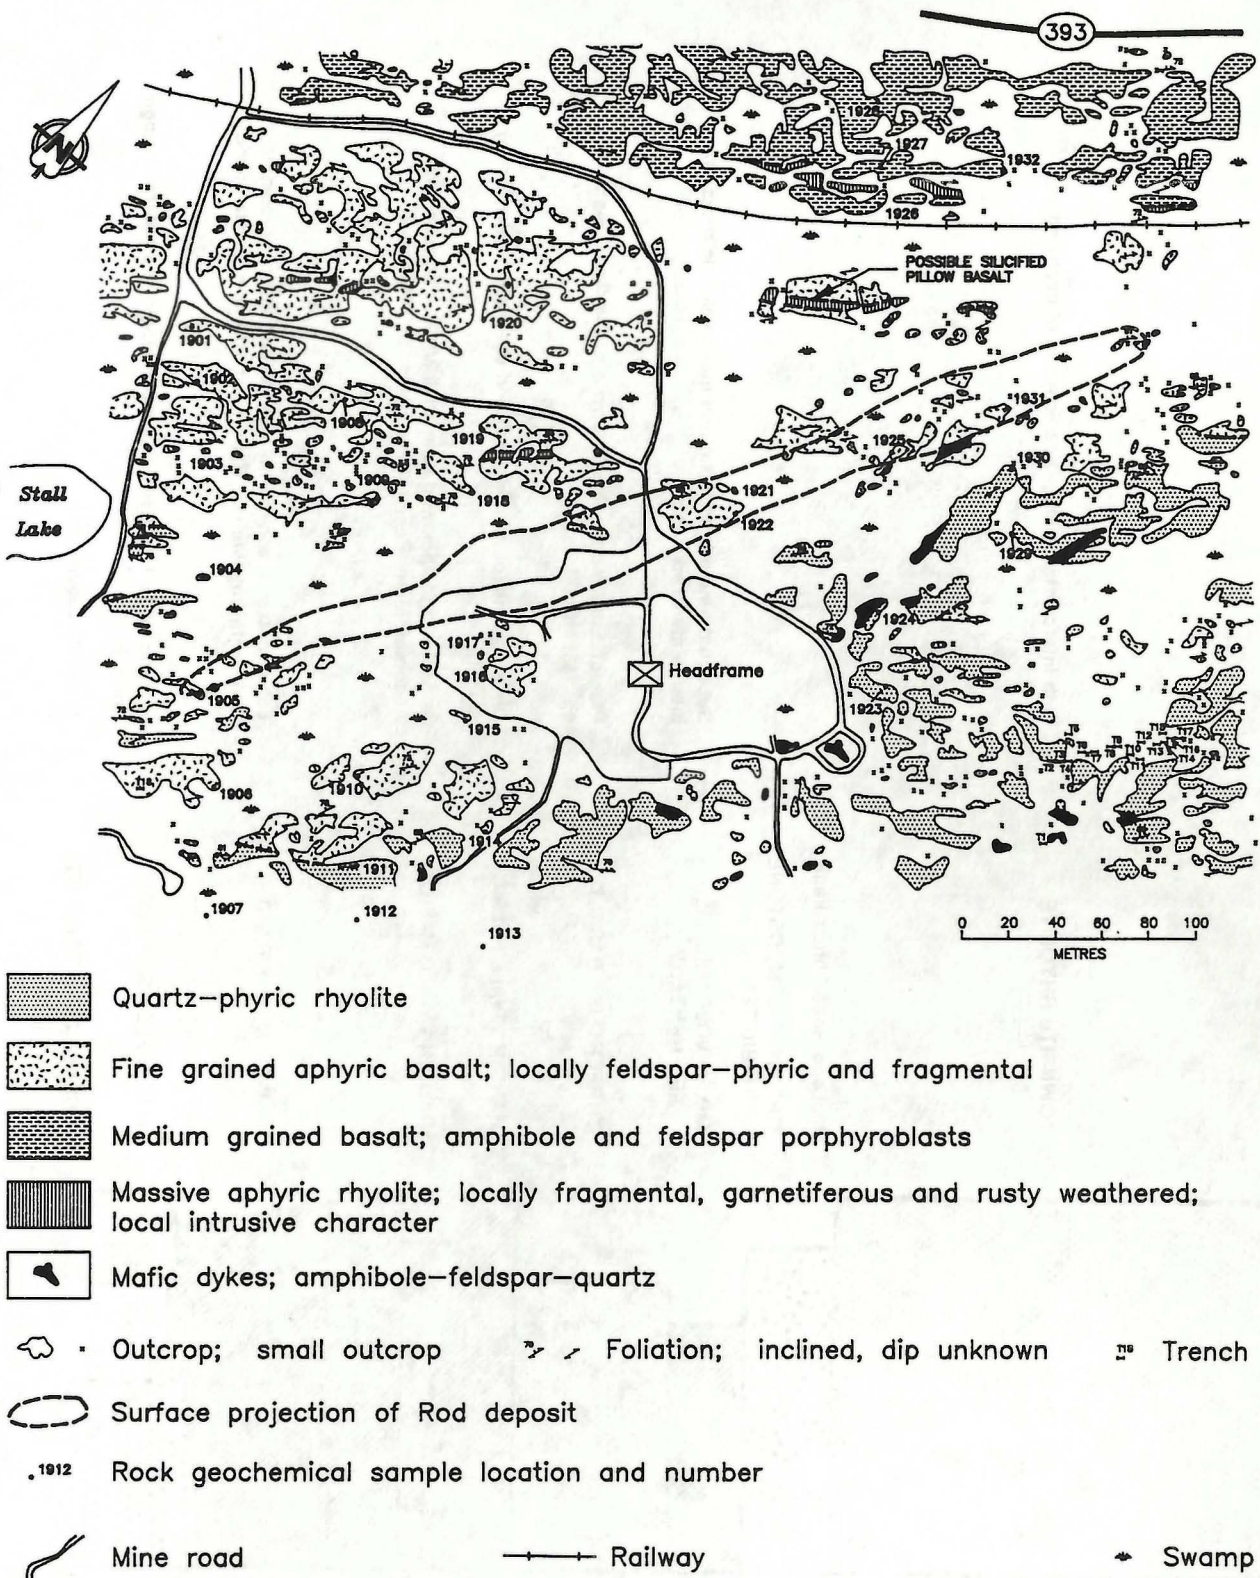 393
N
1928
1927
1932
1926
POSSIBLE SILICIFIED
PILLOW BASALT
1920
1901
1902
1931
1919
1925
1903
1930
1909
1921
1918
Stall
Lake
1922
1929
1904
1924
1917
1916
Headframe
1905
1923
1915
1910
1906
1914
1911
1907
1912
1913
0 20 40 60 80 100
METRES
Quartz-phyric rhyolite
Fine grained aphyric basalt; locally feldspar-phyric and fragmental
Medium grained basalt; amphibole and feldspar porphyroblasts
Massive aphyric rhyolite; locally fragmental, garnetiferous and rusty weathered;
local intrusive character
Mafic dykes; amphibole-feldspar-quartz
Outcrop; small outcrop
Foliation; inclined, dip unknown
Trench
Surface projection of Rod deposit
1912 Rock geochemical sample location and number
Mine road
Railway
Swamp